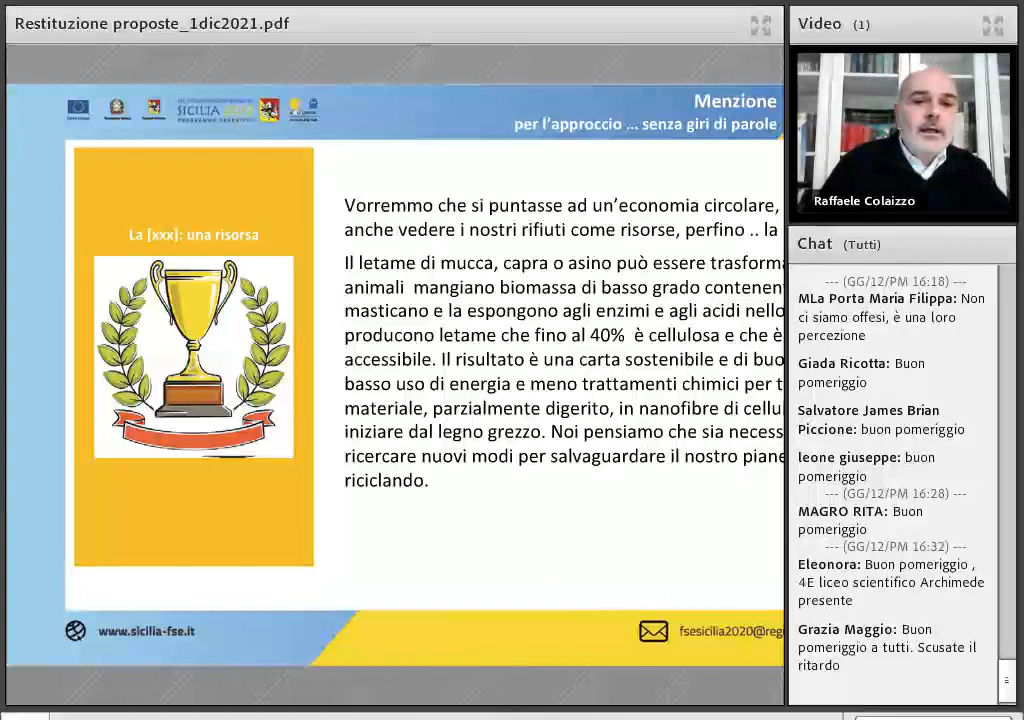 Restituzione proposte_1dic2021.pdf
SICILIA
Menzione
per l'approccio ... senza giri di parole
La [xxx]: una risorsa
Vorremmo che si puntasse ad un'economia circolare,
anche vedere i nostri rifiuti come risorse, perfino .. la
Il letame di mucca, capra o asino può essere trasforma
animali mangiano biomassa di basso grado contenen
masticano e la espongono agli enzimi e agli acidi nello
producono letame che fino al 40% è cellulosa e che è
accessibile. Il risultato è una carta sostenibile e di buo
basso uso di energia e meno trattamenti chimici per t
materiale, parzialmente digerito, in nanofibre di cellu
iniziare dal legno grezzo. Noi pensiamo che sia necess
ricercare nuovi modi per salvaguardare il nostro piane
riciclando.
www.sicilia-fse.it
fsesicilia2020@reg
Video (1)
Raffaele Colaizzo
Chat (Tutti)
--- (GG/12/PM 16:18) ---
MLa Porta Maria Filippa: Non
ci siamo offesi, è una loro
percezione
Giada Ricotta: Buon
pomeriggio
Salvatore James Brian
Piccione: buon pomeriggio
leone giuseppe: buon
pomeriggio
--- (GG/12/PM 16:28) ---
MAGRO RITA: Buon
pomeriggio
--- (GG/12/PM 16:32) ---
Eleonora: Buon pomeriggio ,
4E liceo scientifico Archimede
presente
Grazia Maggio: Buon
pomeriggio a tutti. Scusate il
ritardo